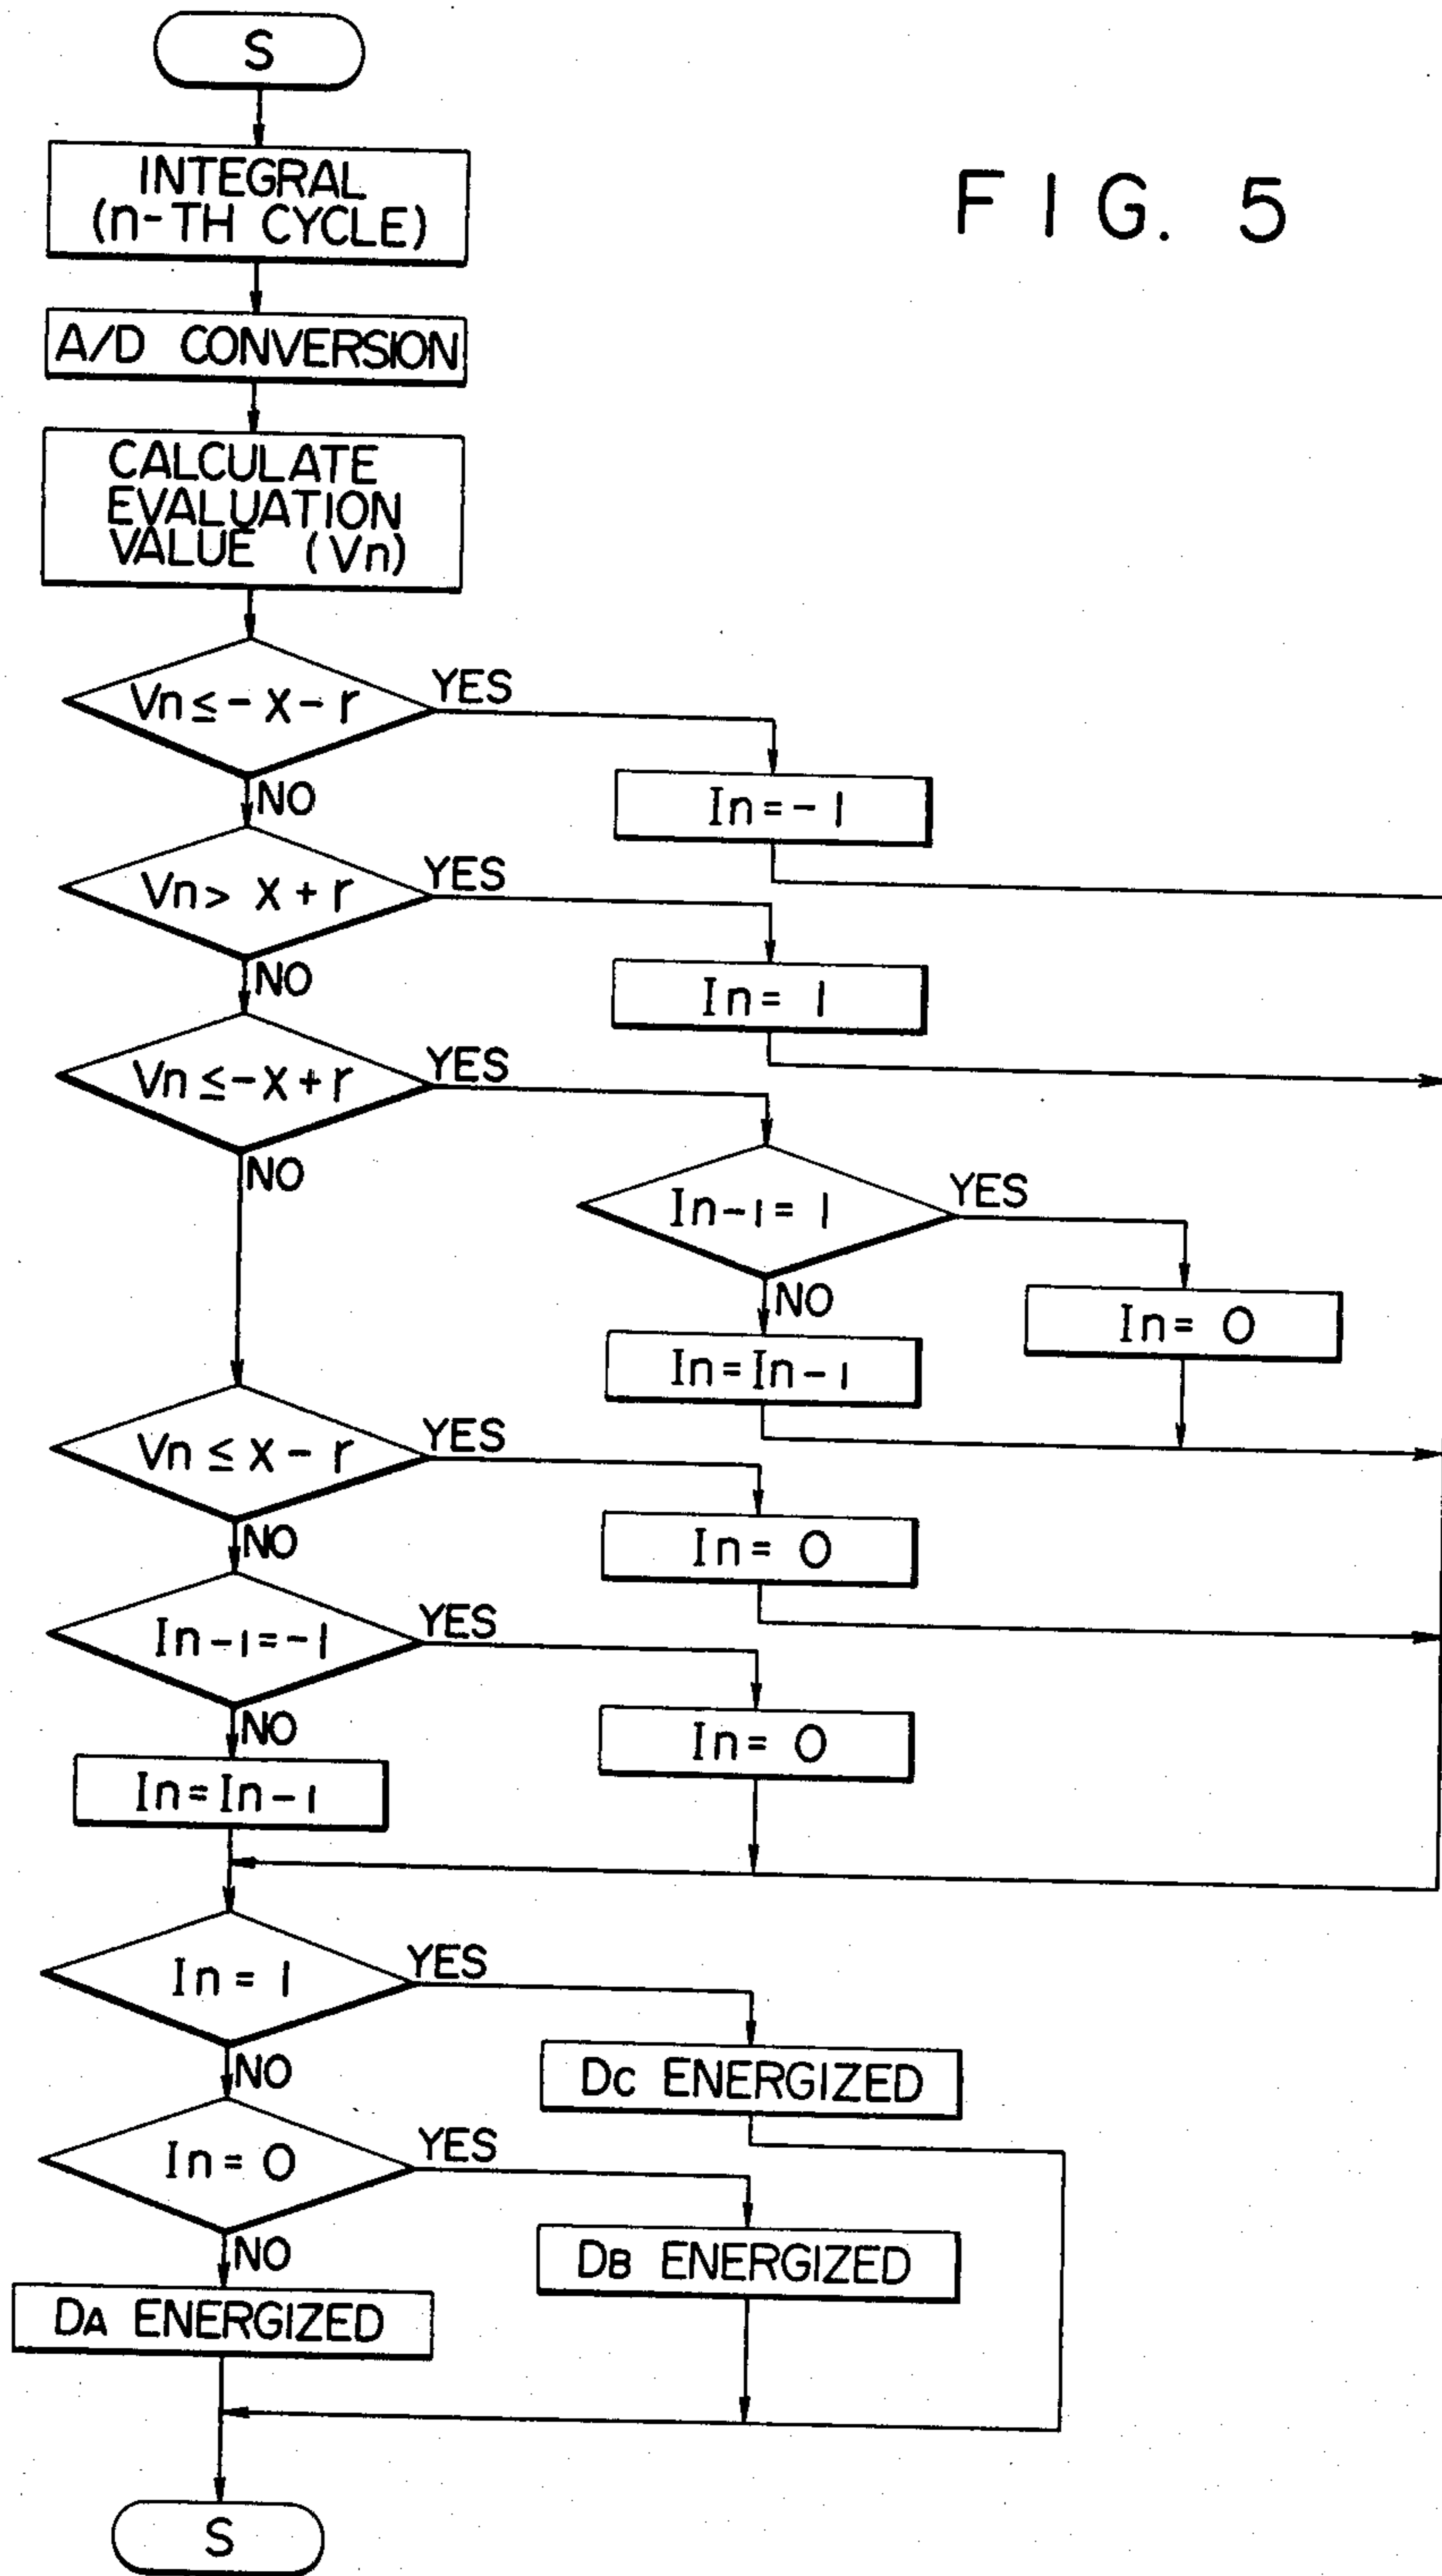 S
FIG. 5
INTEGRAL
(n-TH CYCLE)
A/D CONVERSION
CALCULATE
EVALUATION
VALUE (Vn)
Vn ≤ -X-r
YES
NO
In = -1
Vn > X+r
YES
NO
In = 1
Vn ≤ -X+r
YES
NO
In-1 = 1
YES
NO
In = 0
In = In-1
Vn ≤ X-r
YES
NO
In = 0
In-1 = -1
YES
NO
In = 0
In = In-1
In = 1
YES
NO
DC ENERGIZED
In = 0
YES
NO
DB ENERGIZED
DA ENERGIZED
S